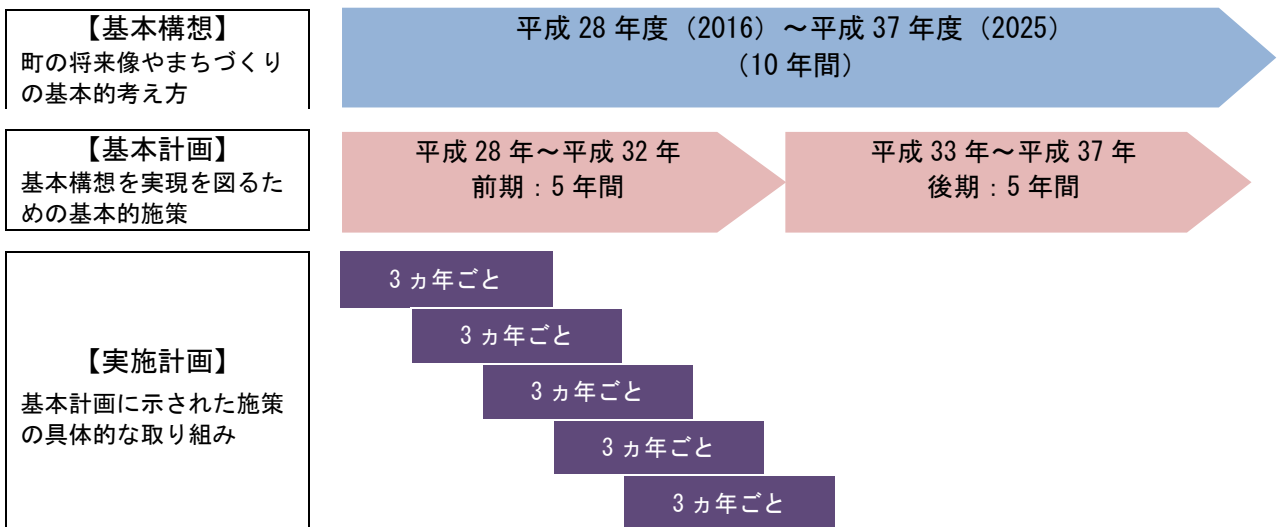 【基本構想】
町の将来像やまちづくり
の基本的考え方
平成 28 年度（2016）～平成 37 年度（2025）
（10 年間）
【基本計画】
基本構想を実現を図るた
めの基本的施策
平成 28 年～平成 32 年
前期：5 年間
平成 33 年～平成 37 年
後期：5 年間
【実施計画】
基本計画に示された施策
の具体的な取り組み
3 ヵ年ごと
3 ヵ年ごと
3 ヵ年ごと
3 ヵ年ごと
3 ヵ年ごと